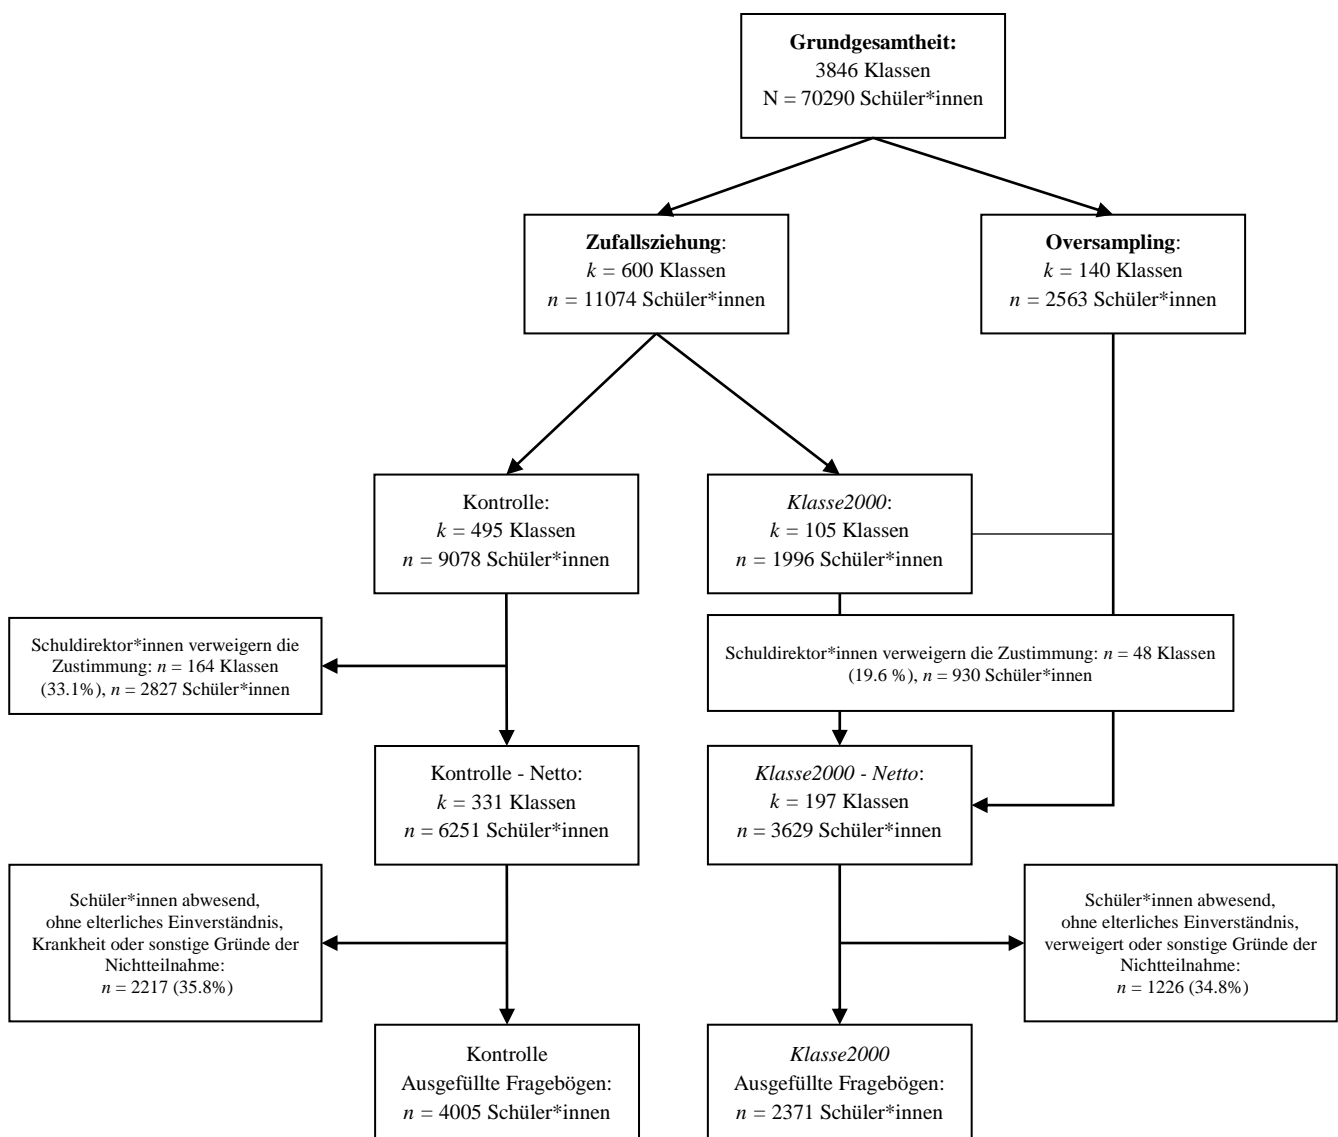 Grundgesamtheit:
3846 Klassen
N = 70290 Schüler*innen
Zufallsziehung:
k = 600 Klassen
n = 11074 Schüler*innen
Oversampling:
k = 140 Klassen
n = 2563 Schüler*innen
Kontrolle:
k = 495 Klassen
n = 9078 Schüler*innen
Klasse2000:
k = 105 Klassen
n = 1996 Schüler*innen
Schuldirektor*innen verweigern die
Zustimmung: n = 164 Klassen
(33.1%), n = 2827 Schüler*innen
Schuldirektor*innen verweigern die Zustimmung: n = 48 Klassen
(19.6 %), n = 930 Schüler*innen
Kontrolle - Netto:
k = 331 Klassen
n = 6251 Schüler*innen
Klasse2000 - Netto:
k = 197 Klassen
n = 3629 Schüler*innen
Schüler*innen abwesend,
ohne elterliches Einverständnis,
Krankheit oder sonstige Gründe der
Nichtteilnahme:
n = 2217 (35.8%)
Schüler*innen abwesend,
ohne elterliches Einverständnis,
verweigert oder sonstige Gründe der
Nichtteilnahme:
n = 1226 (34.8%)
Kontrolle
Ausgefüllte Fragebögen:
n = 4005 Schüler*innen
Klasse2000
Ausgefüllte Fragebögen:
n = 2371 Schüler*innen